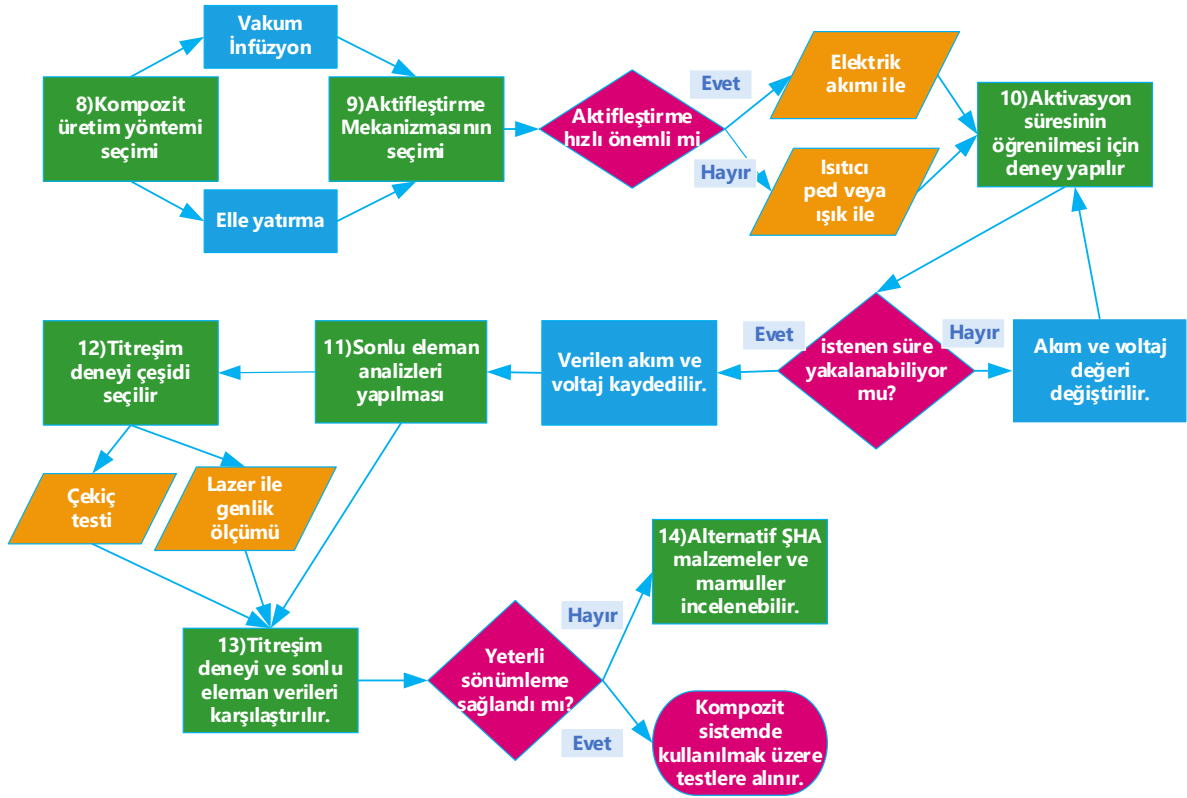 Vakum
İnfüzyon
8)Kompozit
üretim yöntemi
seçimi
9)Aktifleştirme
Mekanizmasının
seçimi
Elle yatırma
Aktifleştirme
hızlı önemli mi
Evet
Hayır
Elektrik
akımı ile
Isıtıcı
ped veya
ışık ile
10)Aktivasyon
süresinin
öğrenilmesi için
deney yapılır
istenen süre
yakalanabiliyor
mu?
Hayır
Akım ve voltaj
değeri
değiştirilir.
Evet
Verilen akım ve
voltaj kaydedilir.
11)Sonlu eleman
analizleri
yapılması
12)Titreşim
deneyi çeşidi
seçilir
Çekiç
testi
Lazer ile
genlik
ölçümü
13)Titreşim
deneyi ve sonlu
eleman verileri
karşılaştırılır.
Yeterli
sönümleme
sağlandı mı?
Hayır
14)Alternatif ŞHA
malzemeler ve
mamuller
incelenebilir.
Evet
Kompozit
sistemde
kullanılmak üzere
testlere alınır.